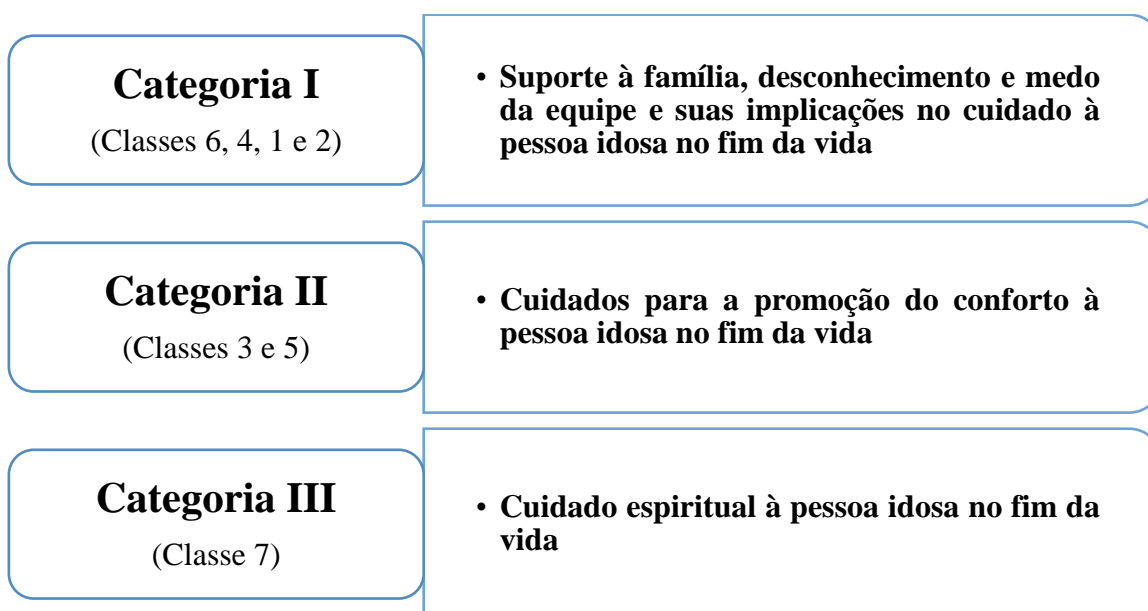 Categoria I
(Classes 6, 4, 1 e 2)
• Suporte à família, desconhecimento e medo
da equipe e suas implicações no cuidado à
pessoa idosa no fim da vida
Categoria II
(Classes 3 e 5)
• Cuidados para a promoção do conforto à
pessoa idosa no fim da vida
Categoria III
(Classe 7)
• Cuidado espiritual à pessoa idosa no fim da
vida